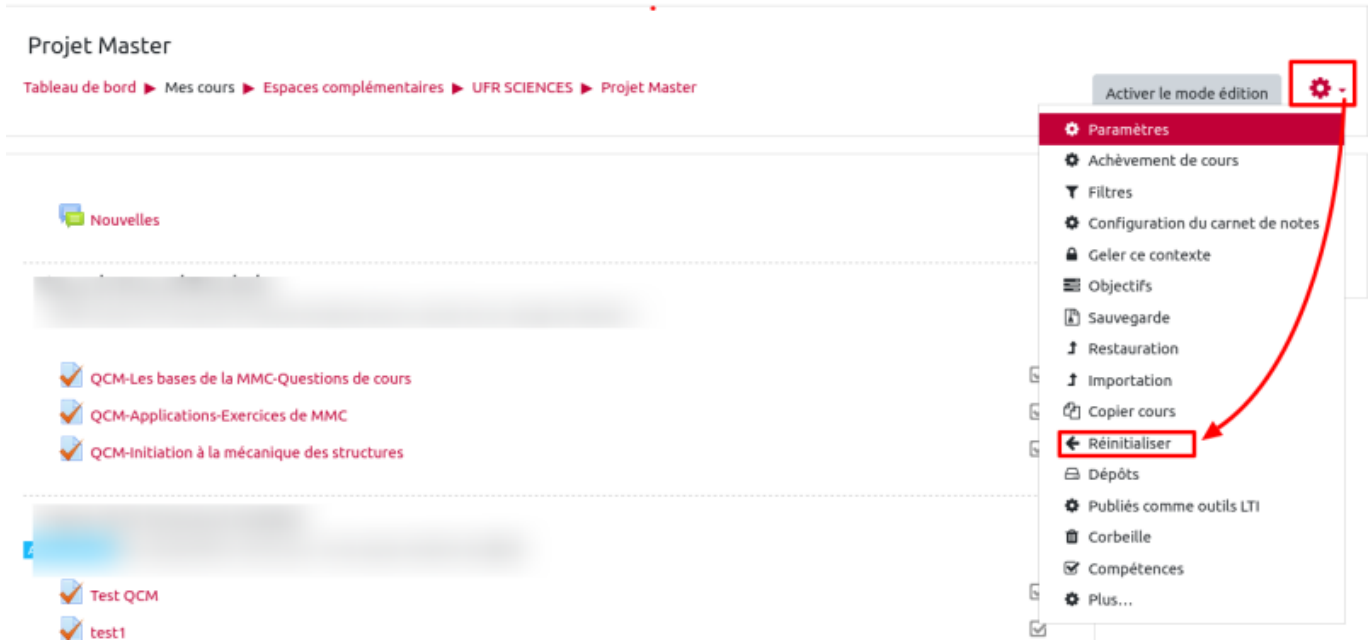 Projet Master
Tableau de bord ▶ Mes cours ▶ Espaces complémentaires ▶ UFR SCIENCES ▶ Projet Master
Activer le mode édition
Paramètres
Achèvement de cours
Filtres
Configuration du carnet de notes
Geler ce contexte
Objectifs
Sauvegarde
Restauration
Importation
Copier cours
Réinitialiser
Dépôts
Publiés comme outils LTI
Corbeille
Compétences
Plus...
Nouvelles
QCM-Les bases de la MMC-Questions de cours
QCM-Applications-Exercices de MMC
QCM-Initiation à la mécanique des structures
Test QCM
test1